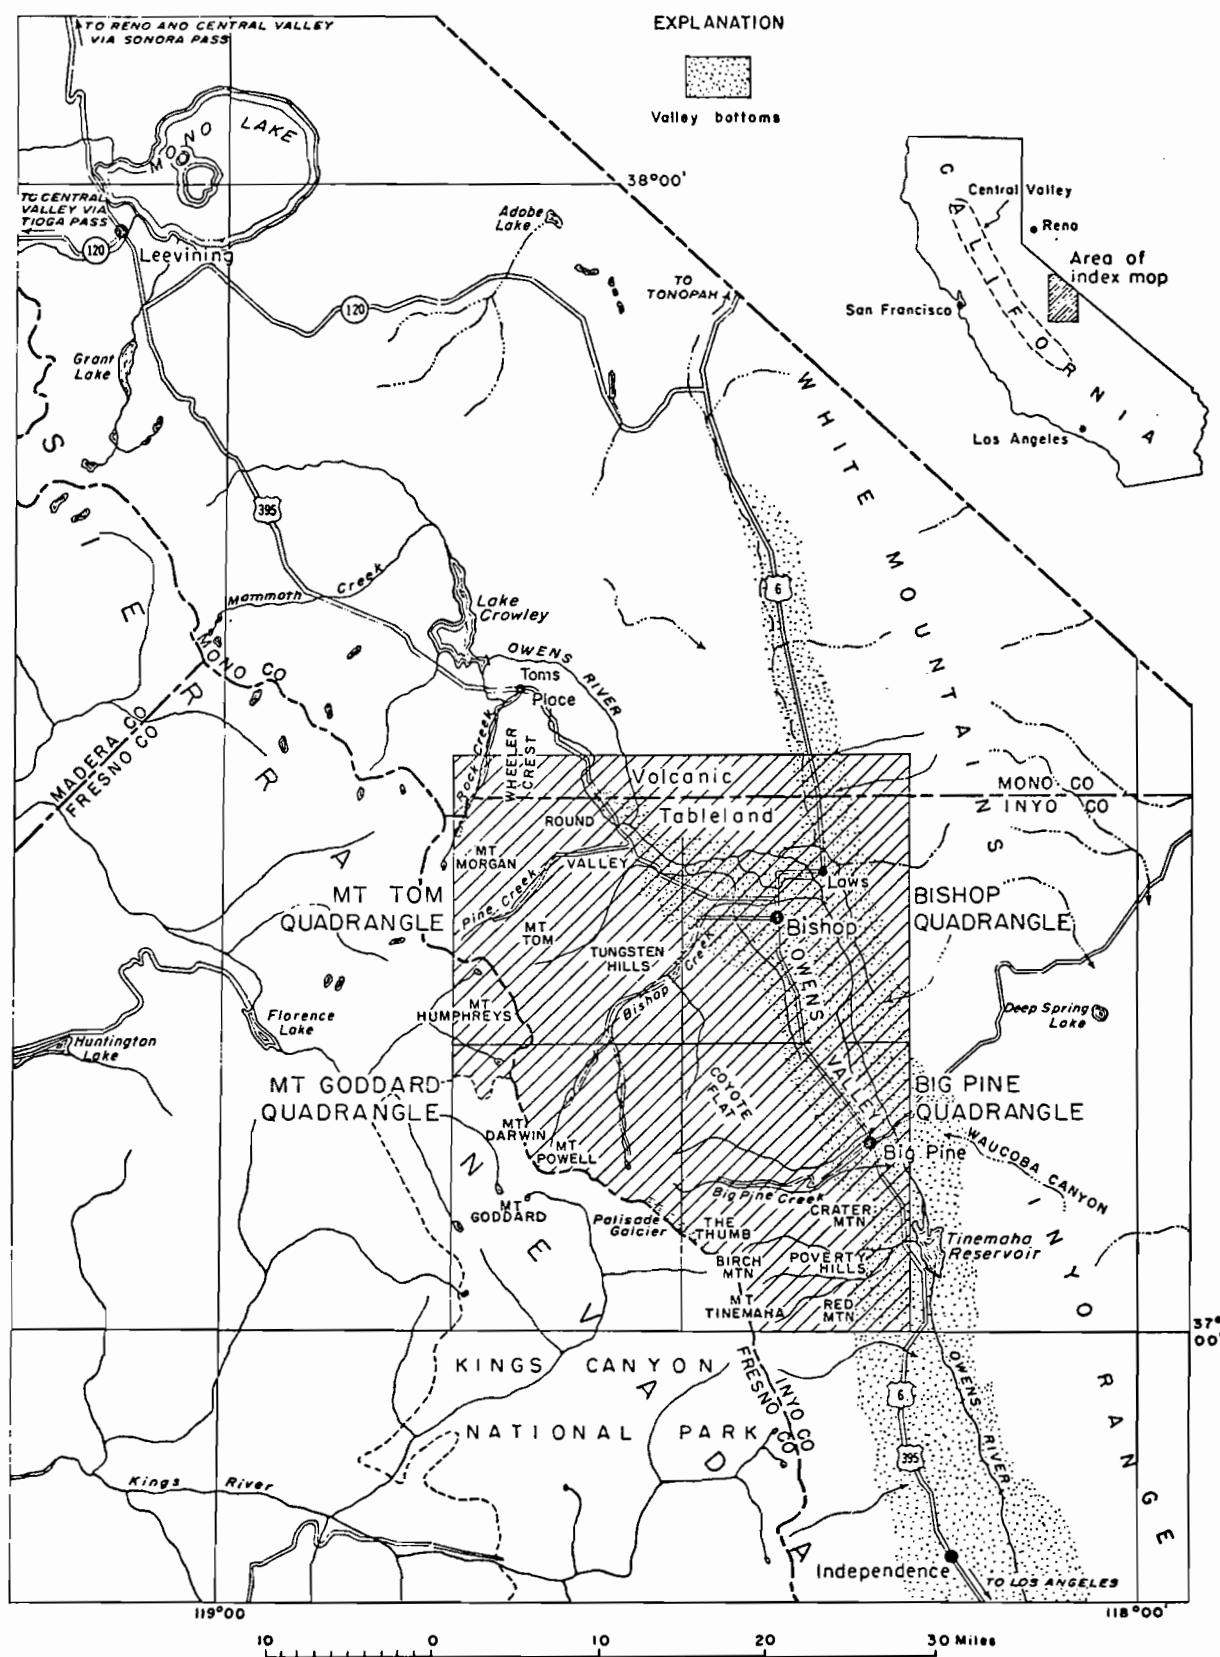 TO RENO AND CENTRAL VALLEY
VIA SONORA PASS
EXPLANATION
Valley bottoms
MONO LAKE
38°00'
TO CENTRAL
VALLEY VIA
TIOGA PASS
120
Leevining
Adobe
Lake
120
TO
TONOPAH
CALIFORNIA
Central Valley
Reno
Area of
index map
San Francisco
Los Angeles
Grant
Lake
SIERRA NEVADA
WHITE MOUNTAINS
395
6
Mammoth Creek
Lake
Crowley
OWENS RIVER
Toms
Place
MONO CO
MADERA CO
FRESNO CO
Rock Creek
WHEELER
CREST
Volcanic
Tableland
MONO CO
INYO CO
ROUND
VALLEY
MT
MORGAN
Pine Creek
MT TOM
QUADRANGLE
MT
TOM
Laws
Bishop
BISHOP
QUADRANGLE
TUNGSTEN
HILLS
Bishop Creek
OWENS VALLEY
MT
HUMPHREYS
Florence
Lake
Huntington
Lake
Deep Spring
Lake
MT GODDARD
QUADRANGLE
COYOTE
FLAT
BIG PINE
QUADRANGLE
MT
DARWIN
MT
POWELL
Big Pine
WAUCOBA CANYON
Big Pine Creek
MT
GODDARD
Palisade
Galcier
THE
THUMB
CRATER
MTN
Tinemaha
Reservoir
BIRCH
MTN
POVERTY
HILLS
MT
TINEMAHA
RED
MTN
INYO RANGE
37°
00'
KINGS CANYON
NATIONAL PARK
FRESNO CO
INYO CO
6
395
OWENS RIVER
Kings River
Independence
TO LOS ANGELES
119°00
118°00'
10 0 10 20 30 Miles